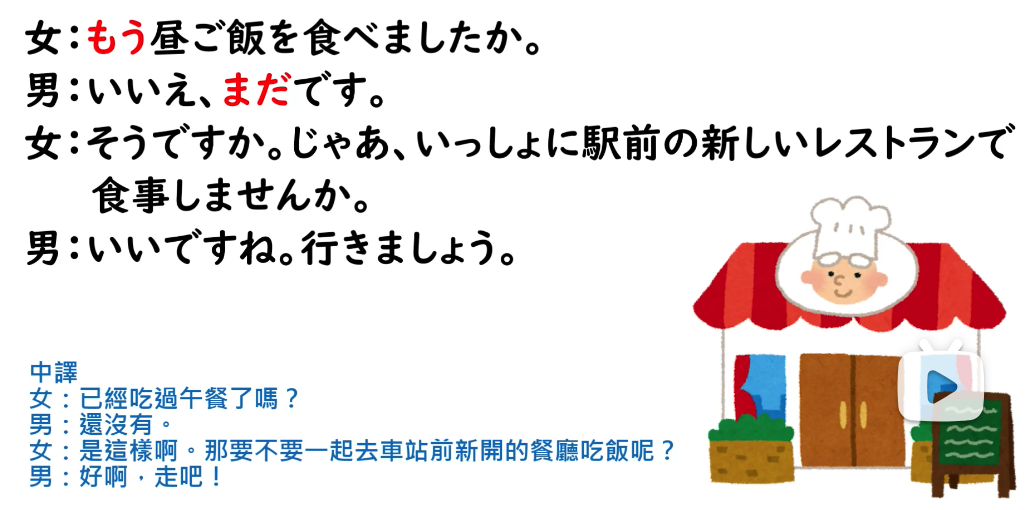 女：もう昼ご飯を食べましたか。
男：いいえ、まだです。
女：そうですか。じゃあ、いっしょに駅前の新しいレストランで
食事しませんか。
男：いいですね。行きましょう。
中譯
女：已經吃過午餐了嗎？
男：還沒有。
女：是這樣啊。那要不要一起去車站前新開的餐廳吃飯呢？
男：好啊，走吧！